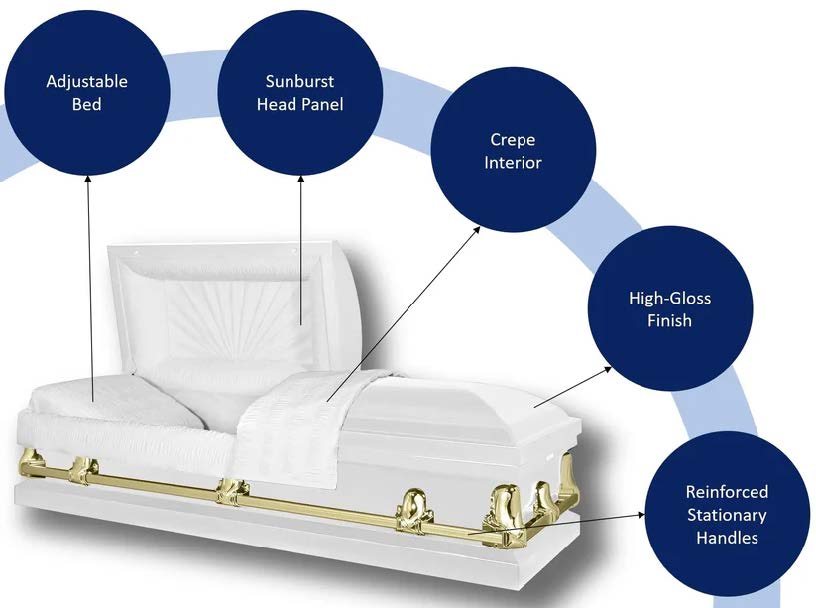 Adjustable
Bed
Sunburst
Head Panel
Crepe
Interior
High-Gloss
Finish
Reinforced
Stationary
Handles